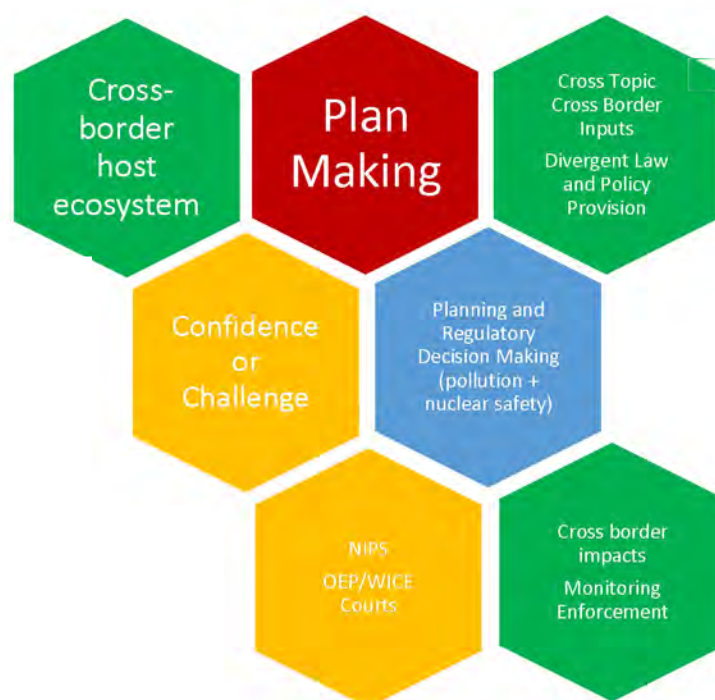 Cross-
border
host
ecosystem
Plan
Making
Cross Topic
Cross Border
Inputs
Divergent Law
and Policy
Provision
Confidence
or
Challenge
Planning and
Regulatory
Decision Making
(pollution +
nuclear safety)
NIPS
OEP/WICE
Courts
Cross border
impacts
Monitoring
Enforcement